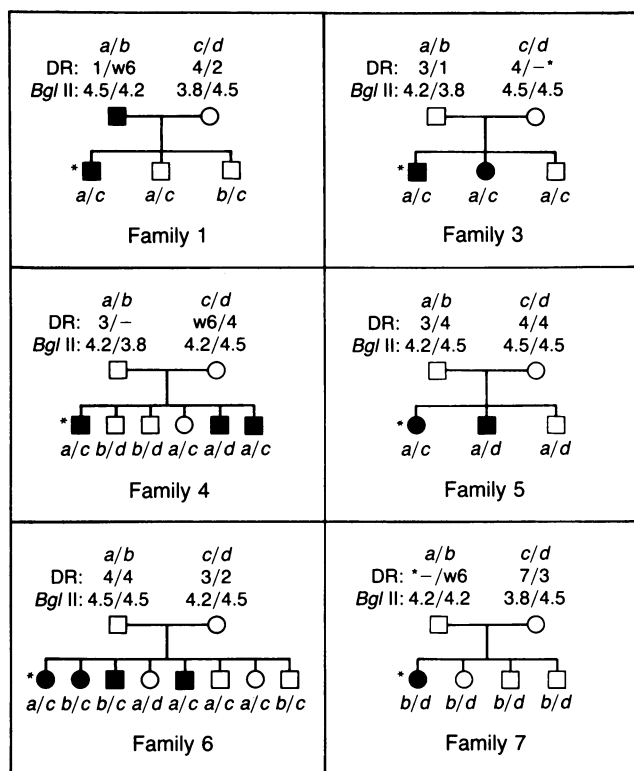 a/b c/d
DR: 1/w6 4/2
Bgl II: 4.5/4.2 3.8/4.5
*
a/c a/c b/c
Family 1
a/b c/d
DR: 3/1 4/–*
Bgl II: 4.2/3.8 4.5/4.5
*
a/c a/c a/c
Family 3
a/b c/d
DR: 3/– w6/4
Bgl II: 4.2/3.8 4.2/4.5
*
a/c b/d b/d a/c a/d a/c
Family 4
a/b c/d
DR: 3/4 4/4
Bgl II: 4.2/4.5 4.5/4.5
*
a/c a/d a/d
Family 5
a/b c/d
DR: 4/4 3/2
Bgl II: 4.5/4.5 4.2/4.5
*
a/c b/c b/c a/d a/c a/c a/c b/c
Family 6
a/b c/d
DR: *–/w6 7/3
Bgl II: 4.2/4.2 3.8/4.5
*
b/d b/d b/d b/d
Family 7